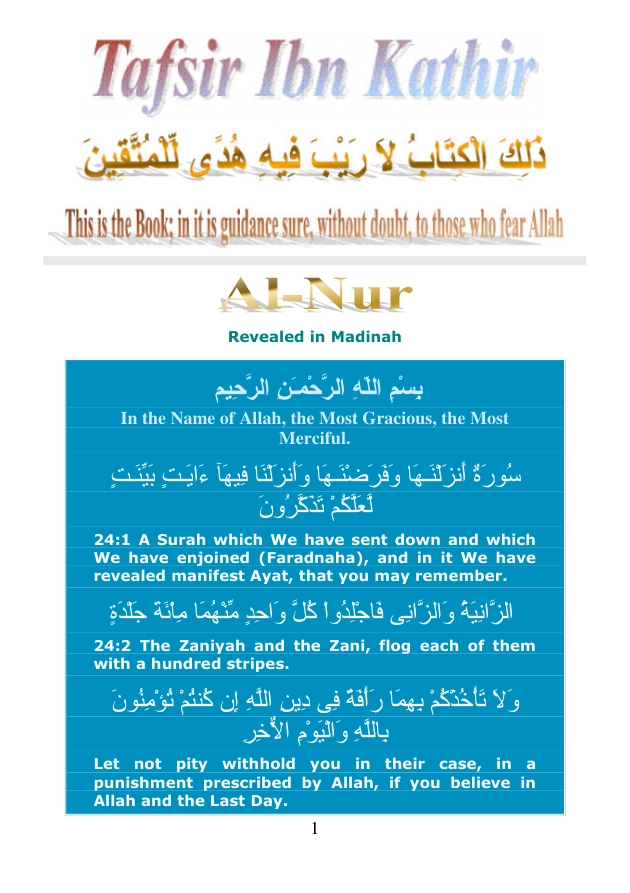 Tafsir Ibn Kathir
ذَلِكَ الْكِتَابُ لاَ رَيْبَ فِيهِ هُدًى لِّلْمُتَّقِينَ
This is the Book; in it is guidance sure, without doubt, to those who fear Allah
Al-Nur
Revealed in Madinah
بِسْمِ اللَّهِ الرَّحْمَـنِ الرَّحِيمِ
In the Name of Allah, the Most Gracious, the Most
Merciful.
سُورَةٌ أَنزَلْنَـهَا وَفَرَضْنَـهَا وَأَنزَلْنَا فِيهَآ ءَايَـتٍ بَيِّنَـتٍ
لَّعَلَّكُمْ تَذَكَّرُونَ
24:1 A Surah which We have sent down and which
We have enjoined (Faradnaha), and in it We have
revealed manifest Ayat, that you may remember.
الزَّانِيَةُ وَالزَّانِى فَاجْلِدُواْ كُلَّ وَاحِدٍ مِّنْهُمَا مِاْئَةَ جَلْدَةٍ
24:2 The Zaniyah and the Zani, flog each of them
with a hundred stripes.
وَلاَ تَأْخُذْكُمْ بِهِمَا رَأْفَةٌ فِى دِينِ اللَّهِ إِن كُنتُمْ تُؤْمِنُونَ
بِاللَّهِ وَالْيَوْمِ الاٌّخِرِ
Let not pity withhold you in their case, in a
punishment prescribed by Allah, if you believe in
Allah and the Last Day.
1